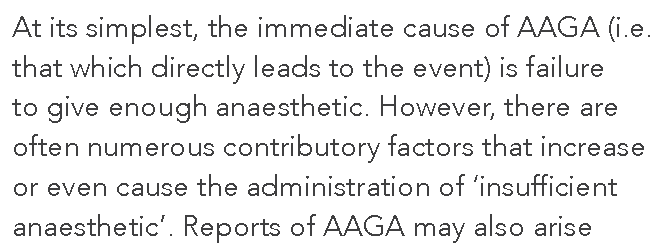 At its simplest, the immediate cause of AAGA (i.e.
that which directly leads to the event) is failure
to give enough anaesthetic. However, there are
often numerous contributory factors that increase
or even cause the administration of ‘insufficient
anaesthetic’. Reports of AAGA may also arise